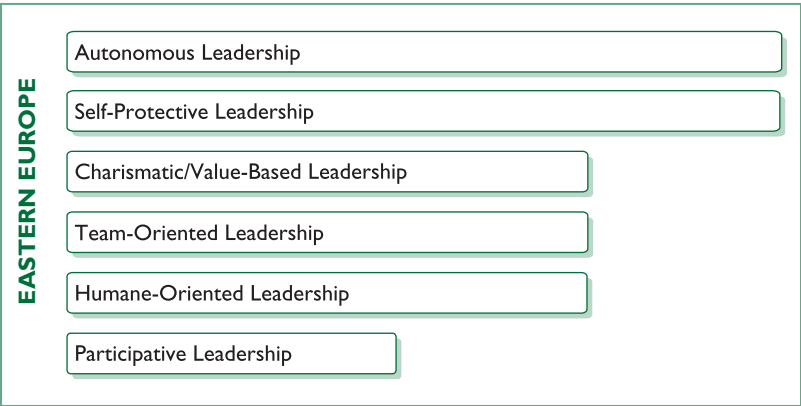 EASTERN EUROPE
Autonomous Leadership
Self-Protective Leadership
Charismatic/Value-Based Leadership
Team-Oriented Leadership
Humane-Oriented Leadership
Participative Leadership